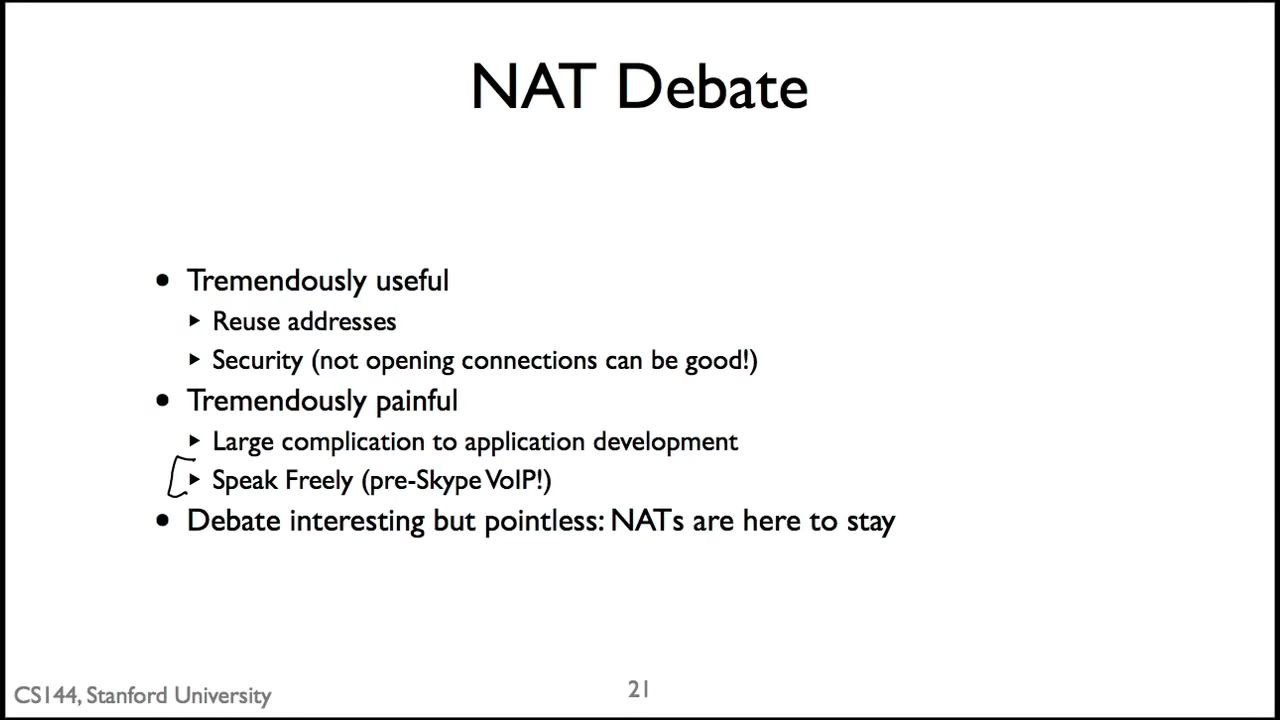 NAT Debate
• Tremendously useful
▸ Reuse addresses
▸ Security (not opening connections can be good!)
• Tremendously painful
▸ Large complication to application development
▸ Speak Freely (pre-Skype VoIP!)
• Debate interesting but pointless: NATs are here to stay
CS144, Stanford University
21